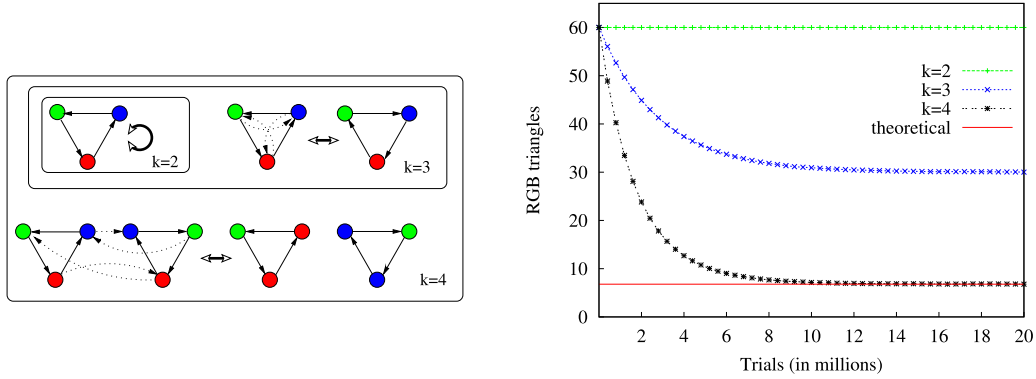 k=2
k=3
k=4
60
50
40
30
20
10
0
RGB triangles
k=2
k=3
k=4
theoretical
2 4 6 8 10 12 14 16 18 20
Trials (in millions)